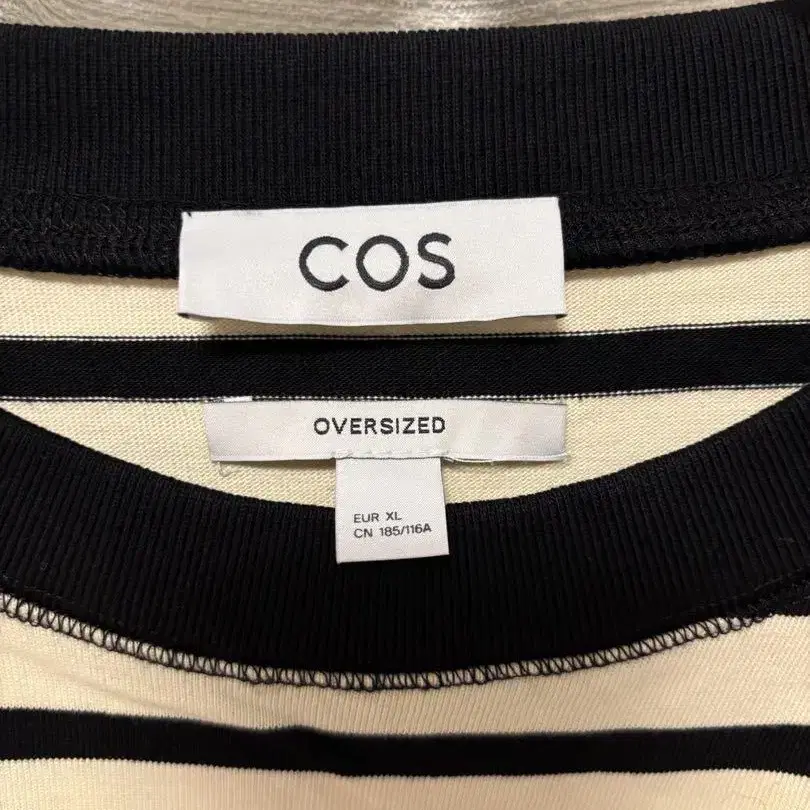 COS
OVERSIZED
EUR XL
CN 185/116A